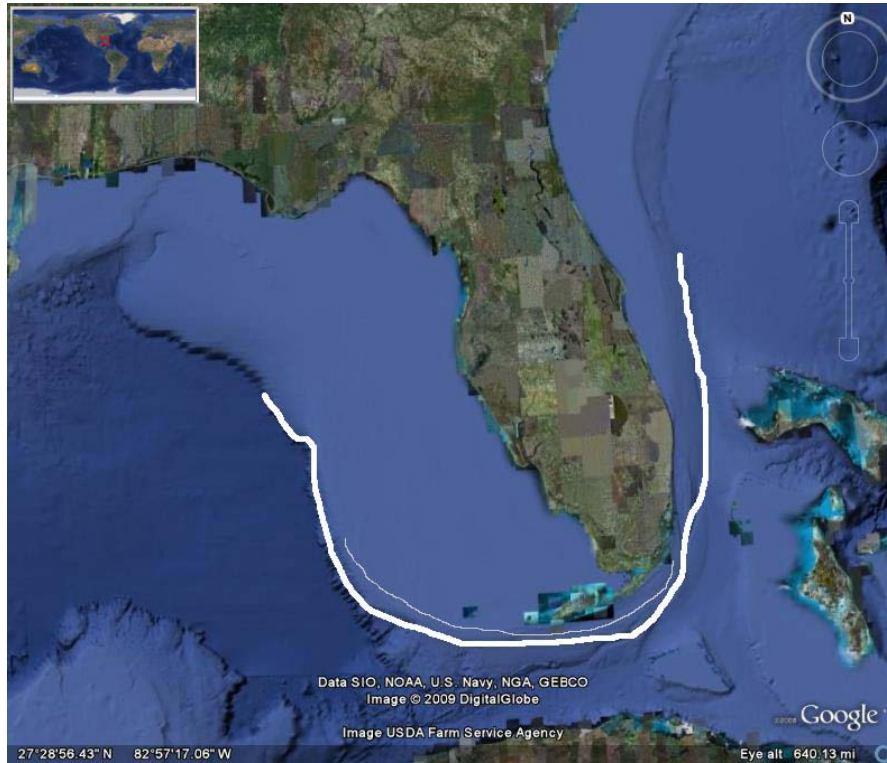 N
Data SIO, NOAA, U.S. Navy, NGA, GEBCO
Image © 2009 DigitalGlobe
©2008 Google
Image USDA Farm Service Agency
27°28'56.43" N 82°57'17.06" W Eye alt 640.13 mi